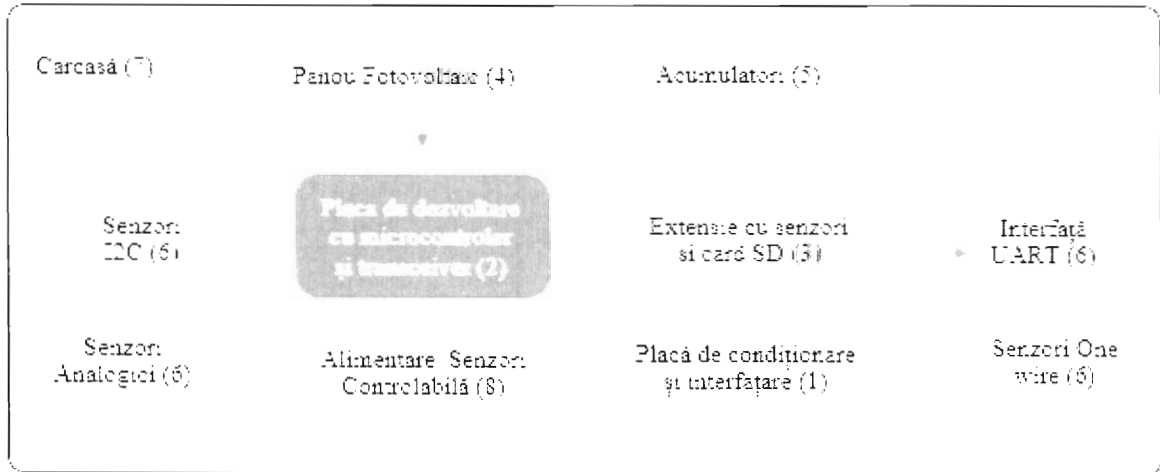 Carcasă (7)
Panou Fotovoltaic (4)
Acumulatori (5)
Placa de dezvoltare
cu microcontroler
și transceiver (2)
Senzori
I2C (6)
Extensie cu senzori
si card SD (3)
Interfață
UART (6)
Senzori
Analogici (6)
Alimentare Senzori
Controlabilă (8)
Placă de condiționare
și interfațare (1)
Senzori One
wire (6)